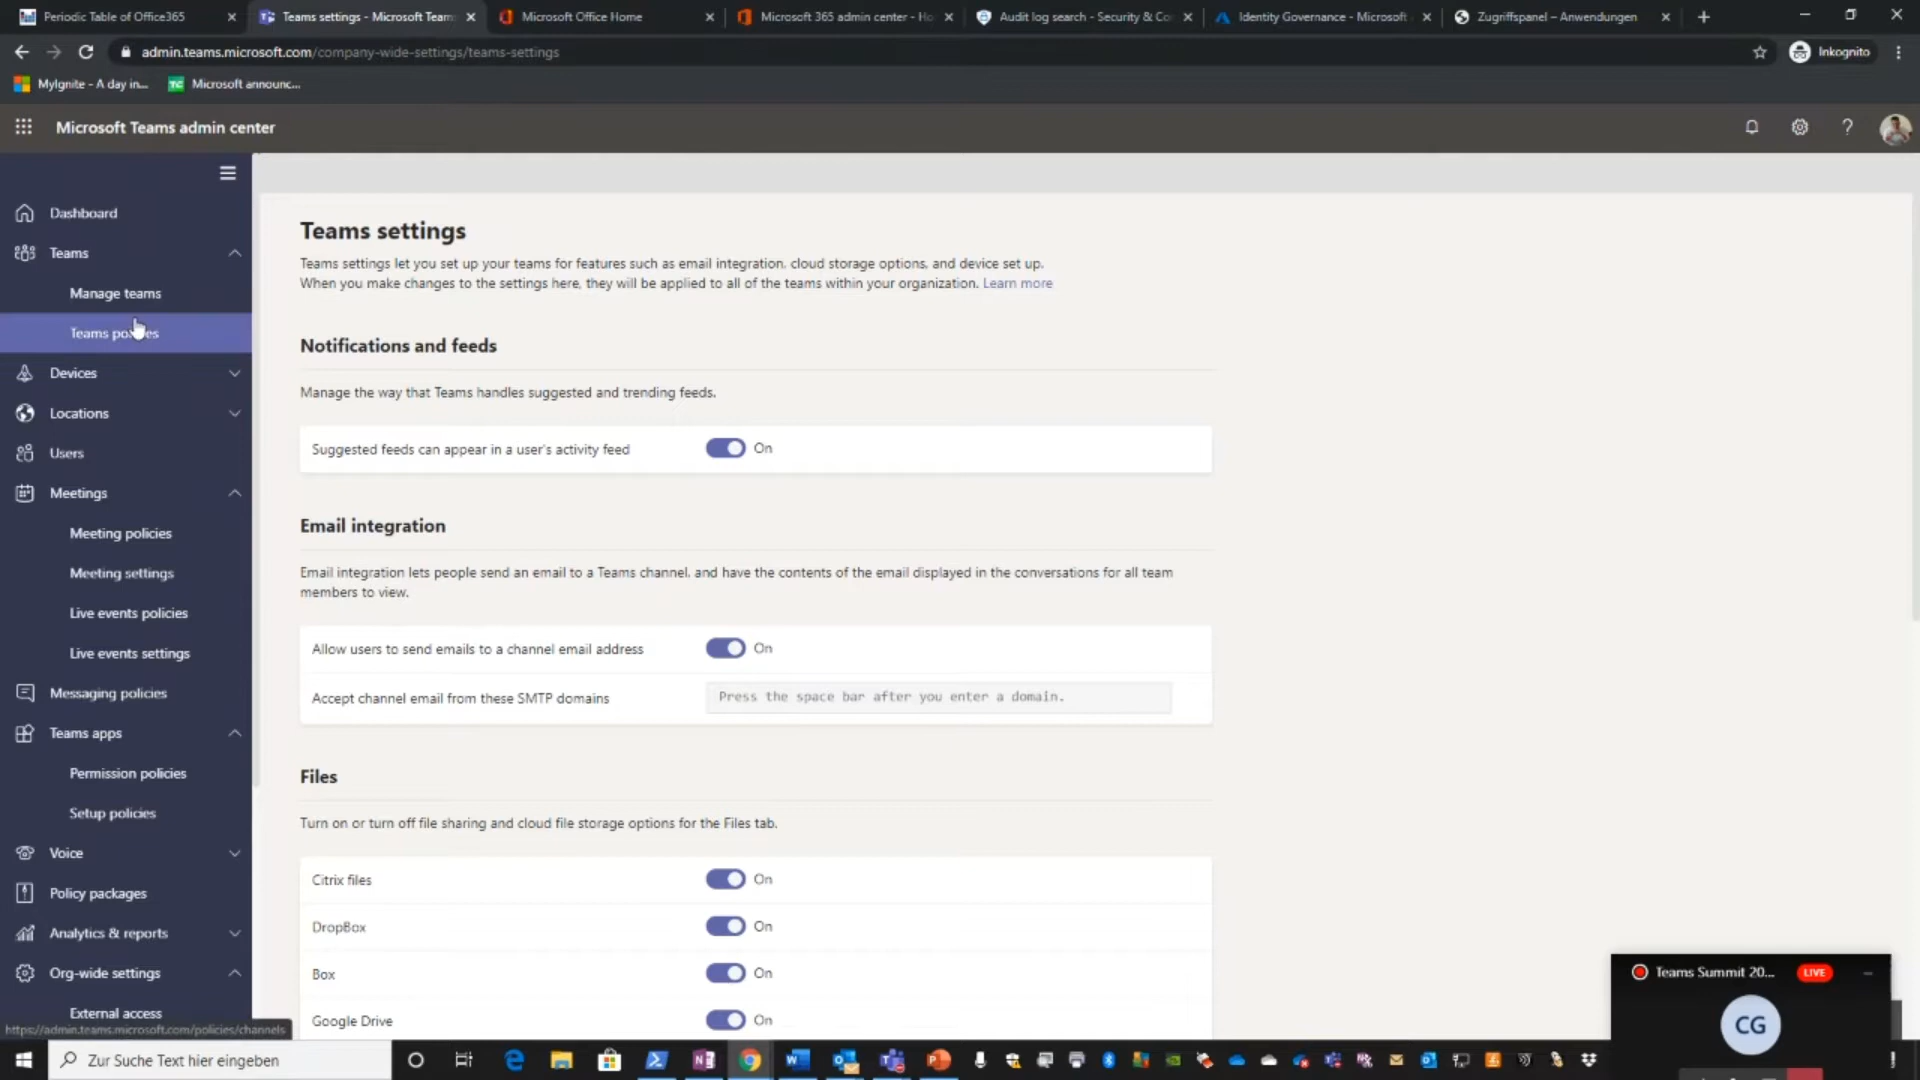 Periodic Table of Office365
Teams settings - Microsoft Team
Microsoft Office Home
Microsoft 365 admin center - Ho
Audit log search - Security & Co
Identity Governance - Microsoft
Zugriffspanel – Anwendungen
admin.teams.microsoft.com/company-wide-settings/teams-settings
Inkognito
MyIgnite - A day in...
Microsoft announc...
Microsoft Teams admin center
Dashboard
Teams
Manage teams
Teams policies
Devices
Locations
Users
Meetings
Meeting policies
Meeting settings
Live events policies
Live events settings
Messaging policies
Teams apps
Permission policies
Setup policies
Voice
Policy packages
Analytics & reports
Org-wide settings
External access
https://admin.teams.microsoft.com/policies/channels
Teams settings
Teams settings let you set up your teams for features such as email integration, cloud storage options, and device set up.
When you make changes to the settings here, they will be applied to all of the teams within your organization. Learn more
Notifications and feeds
Manage the way that Teams handles suggested and trending feeds.
Suggested feeds can appear in a user's activity feed On
Email integration
Email integration lets people send an email to a Teams channel, and have the contents of the email displayed in the conversations for all team
members to view.
Allow users to send emails to a channel email address On
Accept channel email from these SMTP domains Press the space bar after you enter a domain.
Files
Turn on or turn off file sharing and cloud file storage options for the Files tab.
Citrix files On
DropBox On
Box On
Google Drive On
Teams Summit 20... LIVE
CG
Zur Suche Text hier eingeben